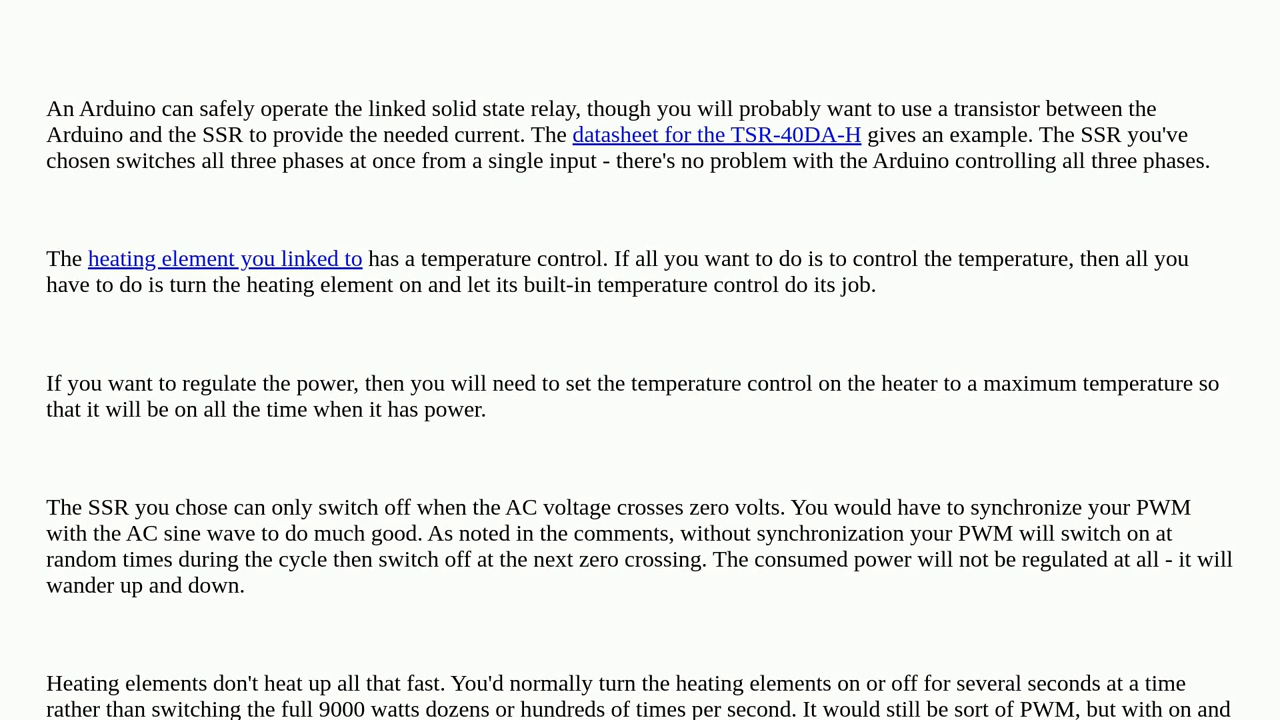 An Arduino can safely operate the linked solid state relay, though you will probably want to use a transistor between the
Arduino and the SSR to provide the needed current. The datasheet for the TSR-40DA-H gives an example. The SSR you've
chosen switches all three phases at once from a single input - there's no problem with the Arduino controlling all three phases.
The heating element you linked to has a temperature control. If all you want to do is to control the temperature, then all you
have to do is turn the heating element on and let its built-in temperature control do its job.
If you want to regulate the power, then you will need to set the temperature control on the heater to a maximum temperature so
that it will be on all the time when it has power.
The SSR you chose can only switch off when the AC voltage crosses zero volts. You would have to synchronize your PWM
with the AC sine wave to do much good. As noted in the comments, without synchronization your PWM will switch on at
random times during the cycle then switch off at the next zero crossing. The consumed power will not be regulated at all - it will
wander up and down.
Heating elements don't heat up all that fast. You'd normally turn the heating elements on or off for several seconds at a time
rather than switching the full 9000 watts dozens or hundreds of times per second. It would still be sort of PWM, but with on and